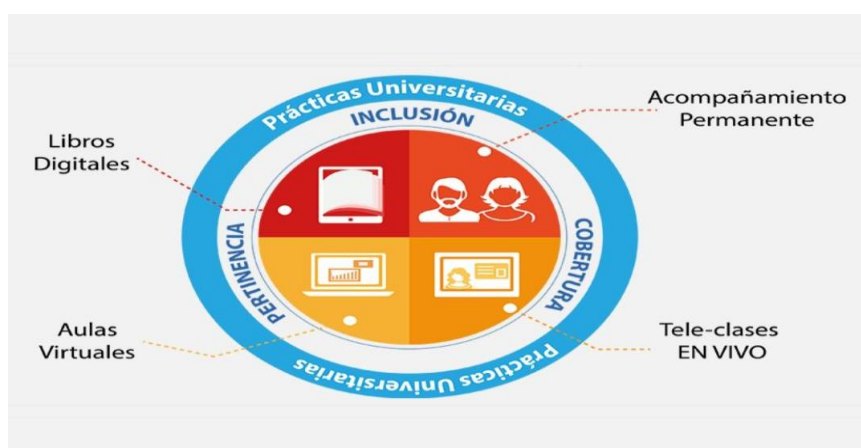 Prácticas Universitarias
INCLUSIÓN
Acompañamiento
Permanente
Libros
Digitales
PERTINENCIA
COBERTURA
Aulas
Virtuales
Tele-clases
EN VIVO
Prácticas Universitarias